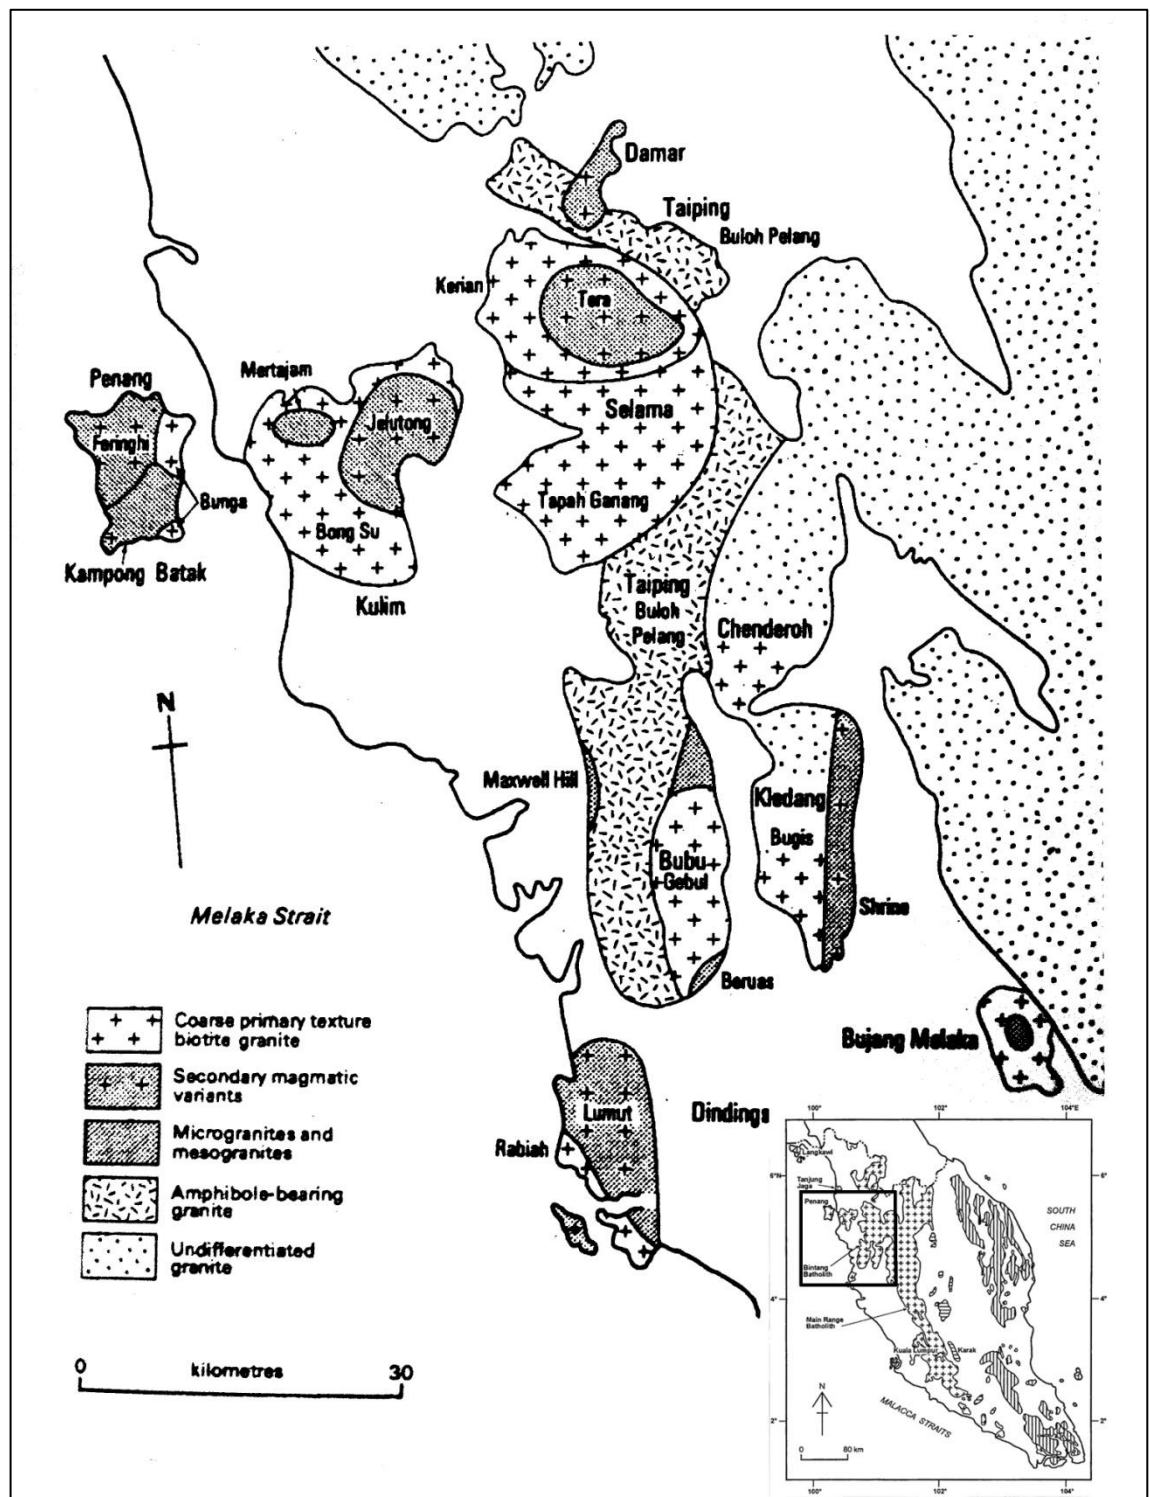 Damar
Taiping
Buloh Pelang
Kerian
Tera
Mertajam
Penang
Feringhi
Jelutong
Selama
Bunga
Tapah Ganang
Bong Su
Kampong Batak
Kulim
Taiping
Buloh
Pelang
Chenderoh
N
Maxwell Hill
Kledang
Bugis
Bubu
Gebul
Melaka Strait
Shrine
Beruas
Bujang Melaka
Coarse primary texture
biotite granite
Secondary magmatic
variants
Microgranites and
mesogranites
Amphibole-bearing
granite
Undifferentiated
granite
Lumut
Dindings
Rabiah
0
kilometres
30
100°
102°
104°E
Langkawi
6°N
6°
Tanjung
Jaga
Penang
SOUTH
CHINA
SEA
Bintang
Batholith
4°
4°
Main Range
Batholith
Kuala Lumpur
Karak
N
MALACCA STRAITS
2°
2°
0
80 km
100°
102°
104°